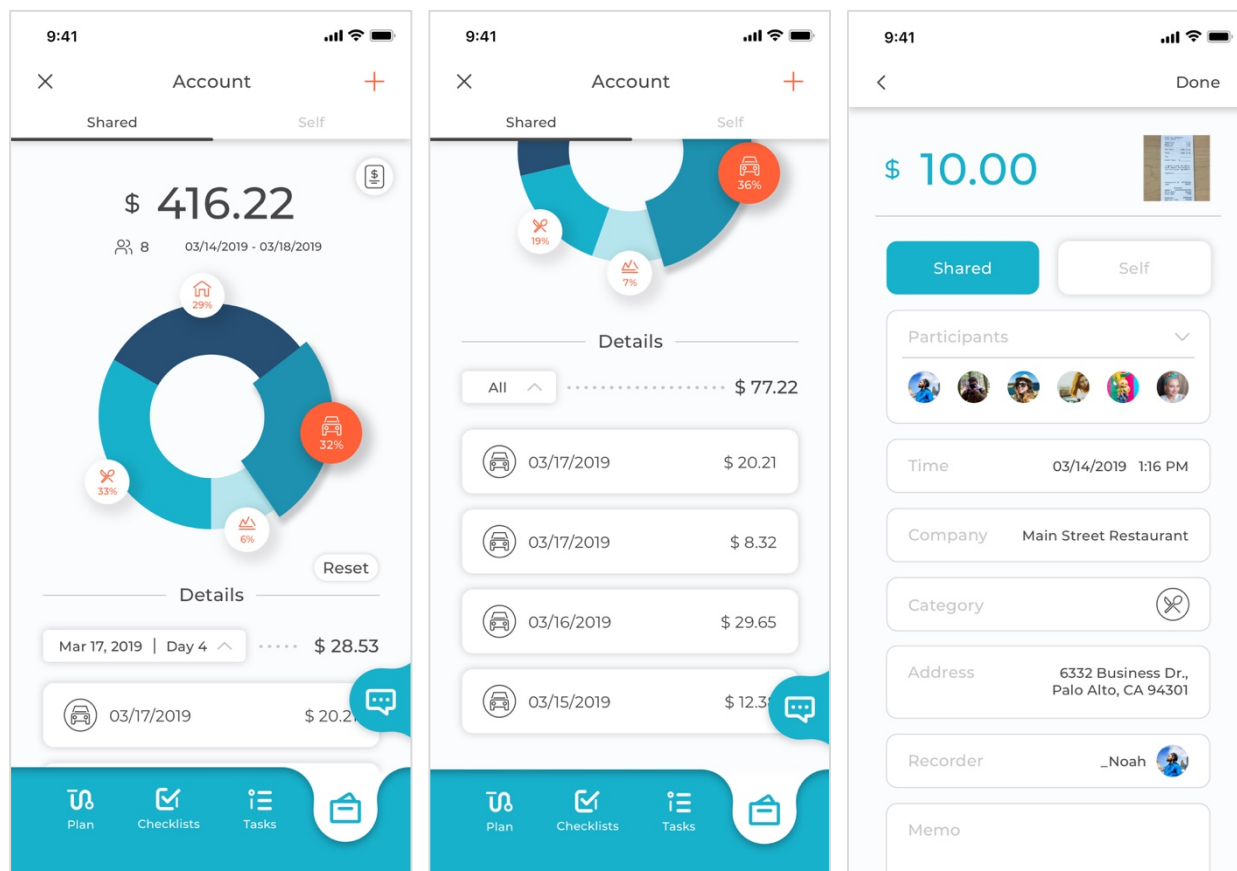 9:41
Account
Shared
Self
$ 416.22
8 03/14/2019 - 03/18/2019
29%
32%
33%
6%
Reset
Details
Mar 17, 2019 | Day 4 $ 28.53
03/17/2019
Plan
Checklists
Tasks
9:41
Account
Shared
Self
36%
19%
7%
Details
All $ 77.22
03/17/2019 $ 20.21
03/17/2019 $ 8.32
03/16/2019 $ 29.65
03/15/2019
Plan
Checklists
Tasks
9:41
Done
$ 10.00
Shared
Self
Participants
Time 03/14/2019 1:16 PM
Company Main Street Restaurant
Category
Address 6332 Business Dr.,
Palo Alto, CA 94301
Recorder _Noah
Memo